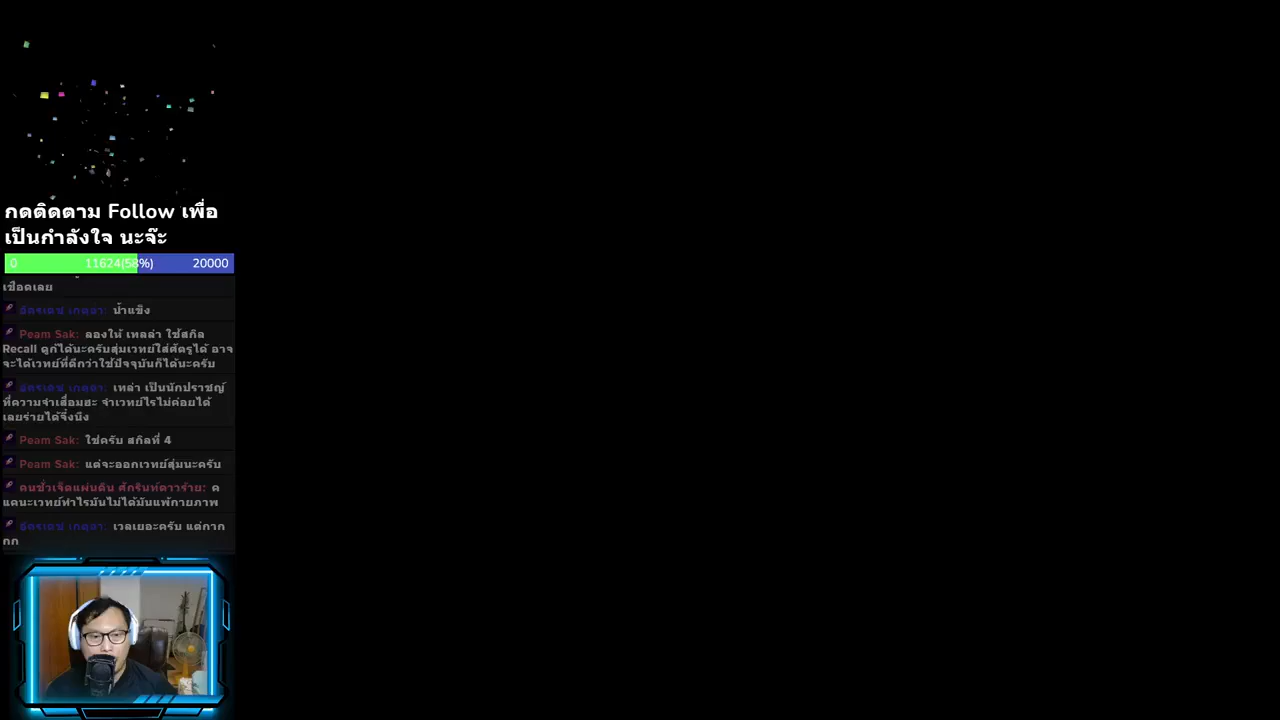 กดติดตาม Follow เพื่อ
เป็นกำลังใจ นะจ๊ะ
0 11624(58%) 20000
เชือดเลย
น้ำแข็ง
Peam Sak: ลองให้ เทลล่า ใช้สกิล
Recall ดูก็ได้นะครับสุ่มเวทย์ใส่ศัตรูได้ อาจ
จะได้เวทย์ที่ดีกว่าใช้ปัจจุบันก็ได้นะครับ
เหล่า เป็นนักปราชญ์
ที่ความจำเสื่อมฮะ จำเวทย์ไรไม่ค่อยได้
เลยร่ายได้จึ๋งนึง
Peam Sak: ใช่ครับ สกิลที่ 4
Peam Sak: แต่จะออกเวทย์สุ่มนะครับ
คนชั่วเจ็ดแผ่นดิน ศักรินท์ดาวร้าย: ค
แคนะเวทย์ทำไรมันไม่ได้มันแพ้กายภาพ
เวลเยอะครับ แต่กาก
กก